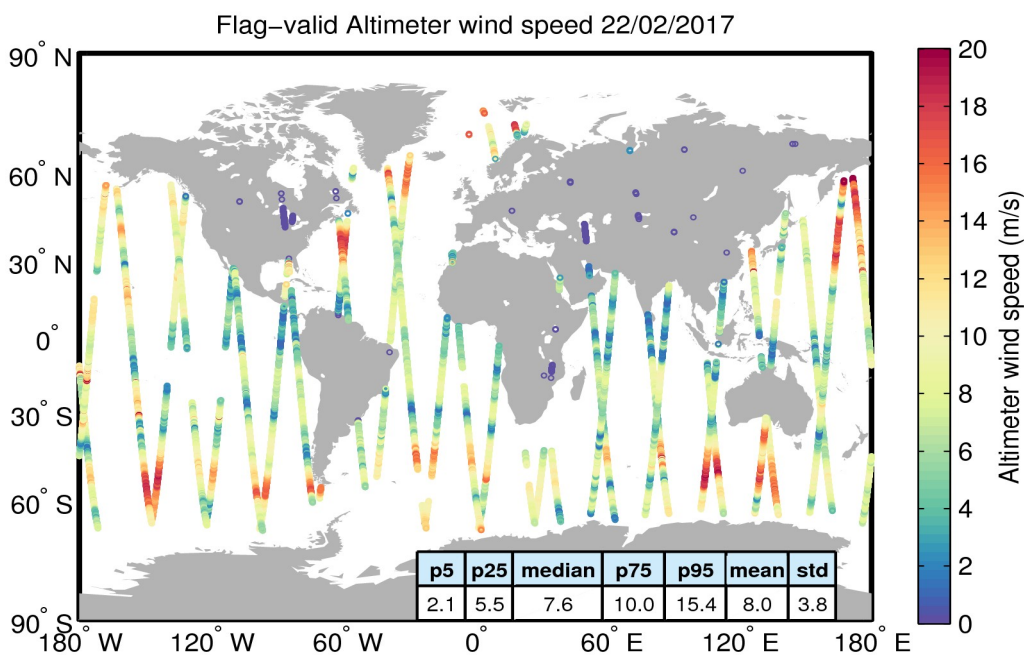 Flag−valid Altimeter wind speed 22/02/2017
90° N
60° N
30° N
0°
30° S
60° S
90° S
180° W
120° W
60° W
0°
60° E
120° E
180° E
p5 p25 median p75 p95 mean std
2.1 5.5 7.6 10.0 15.4 8.0 3.8
20
18
16
14
12
10
8
6
4
2
0
Altimeter wind speed (m/s)